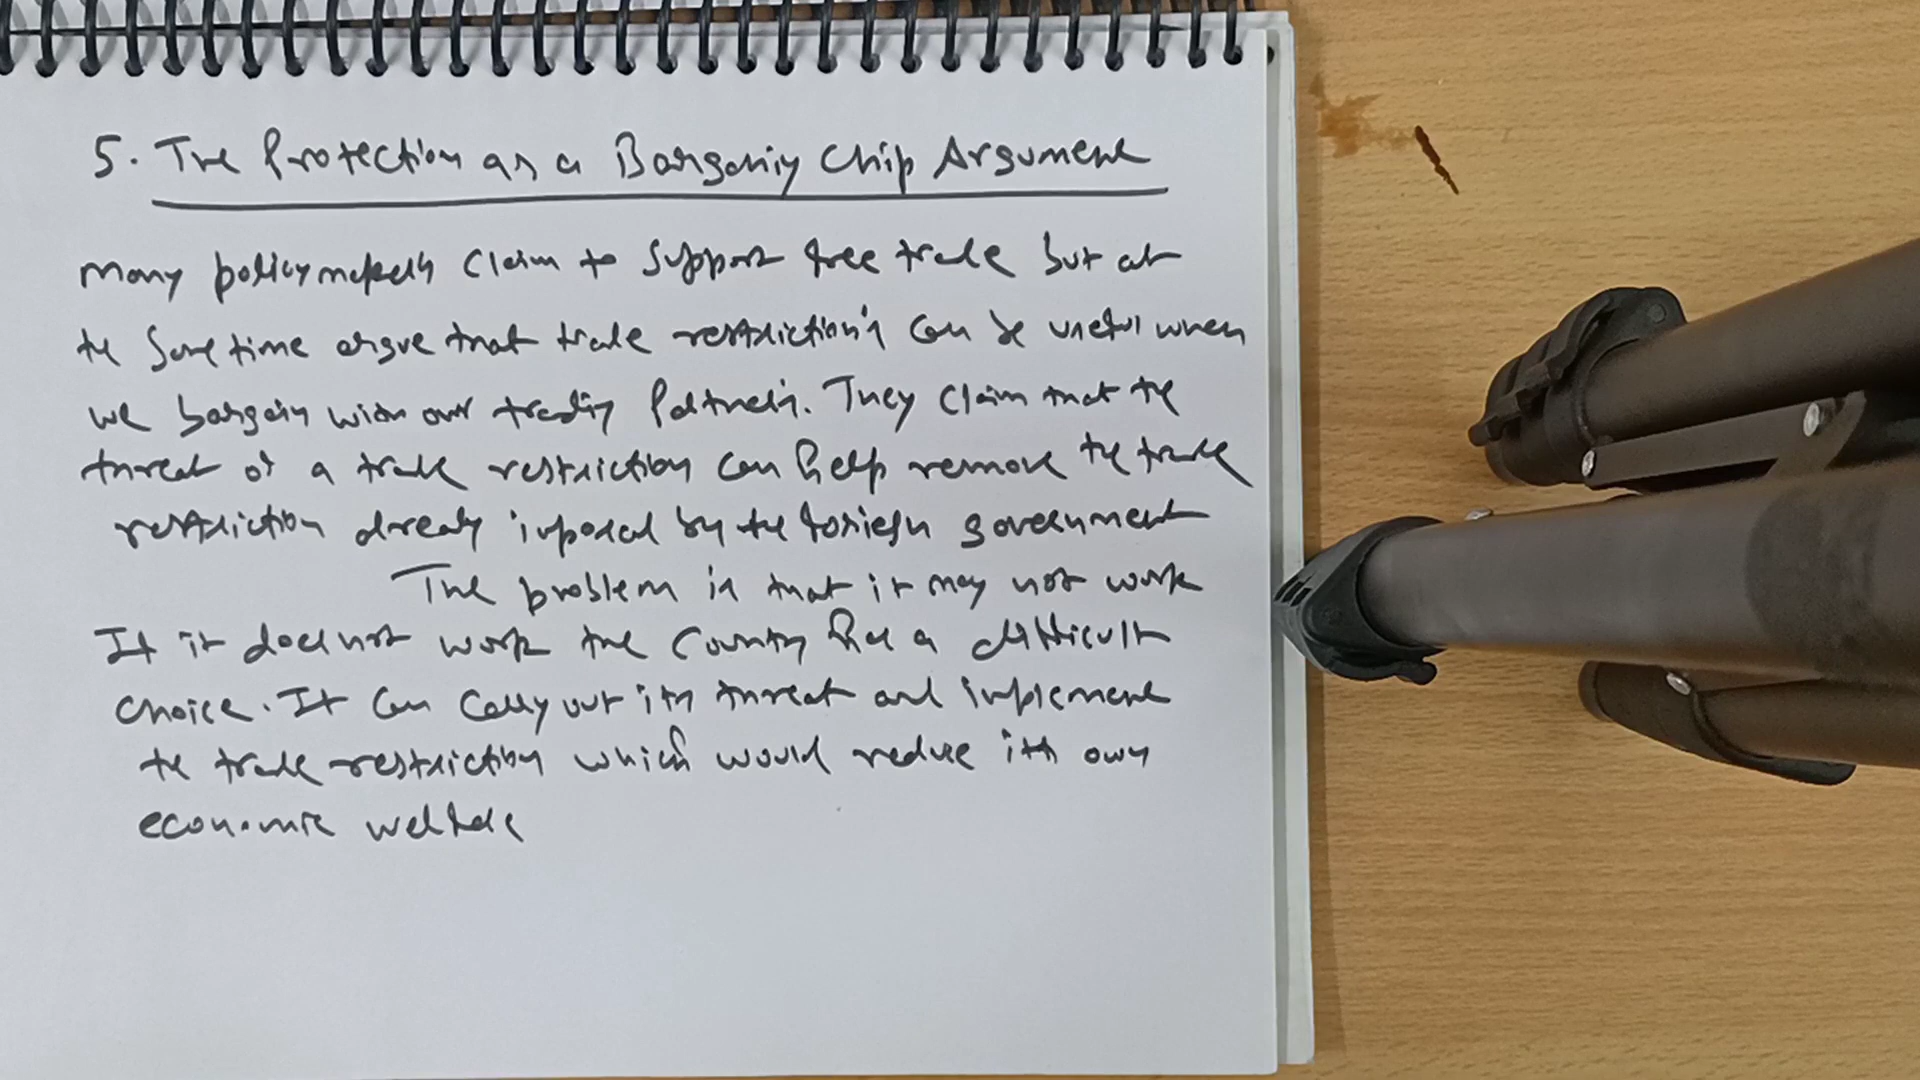 5. The Protection as a Bargaining Chip Argument
Many policymakers claim to support free trade but at
the same time argue that trade restrictions can be useful when
we bargain with our trading partners. They claim that the
threat of a trade restriction can help remove the trade
restriction already imposed by the foriegn government
The problem is that it may not work
If it does not work the country has a difficult
choice. It can carry out its threat and implement
the trade restriction which would reduce its own
economic welfare